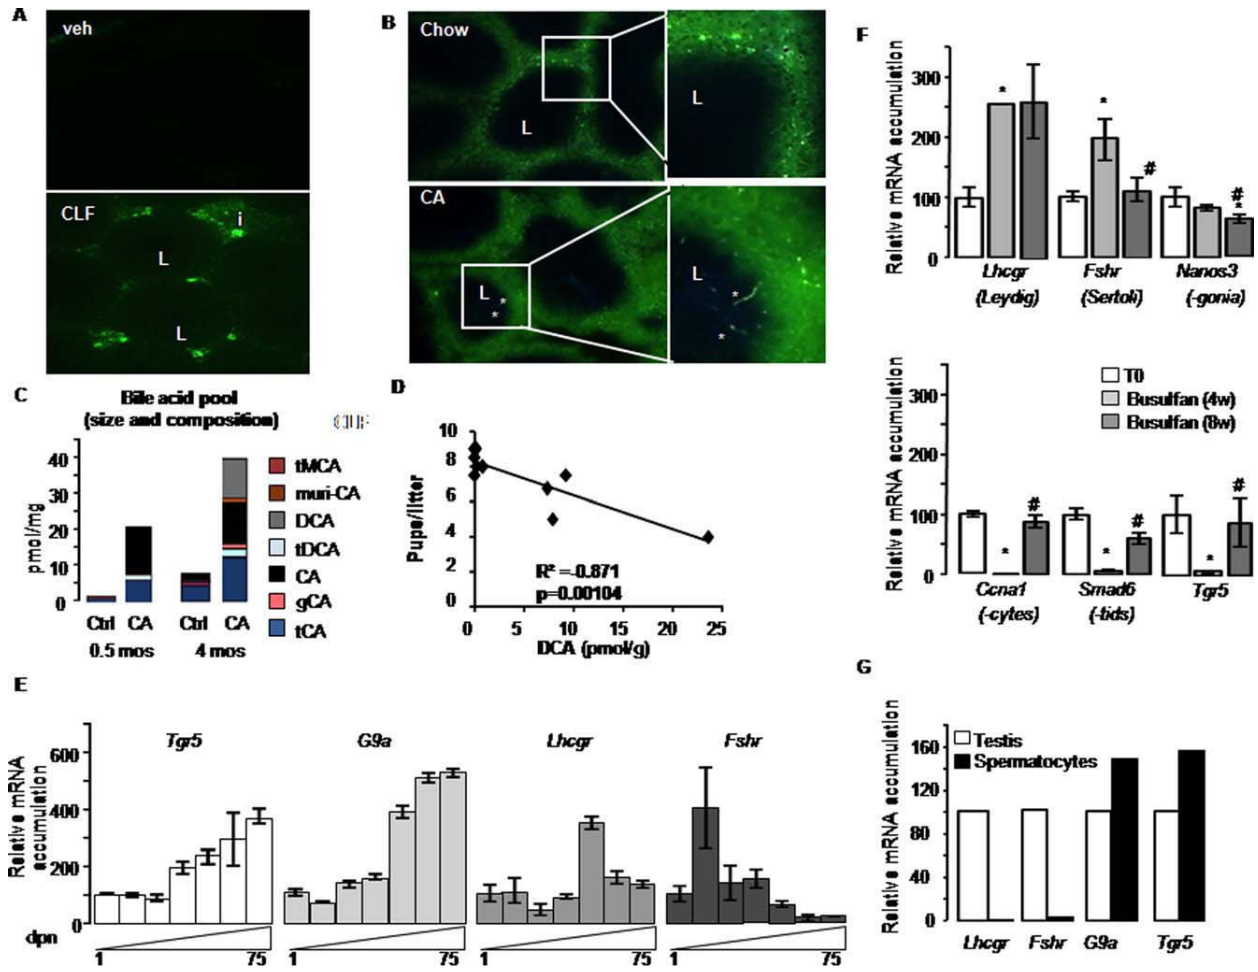 A
veh
CLF
i
L
L
B
Chow
L
L
CA
L
*
*
L
*
*
C
Bile acid pool
(size and composition)
CLF
pmol/mg
40
30
20
10
0
Ctrl CA Ctrl CA
0.5 mos 4 mos
tMCA
muri-CA
DCA
tDCA
CA
gCA
tCA
D
Pups/litter
10
8
6
4
2
0
R² =-0.871
p=0.00104
0 5 10 15 20 25
DCA (pmol/g)
E
Relative mRNA
accumulation
600
400
200
0
Tgr5 G9a Lhcgr Fshr
dpn
1 75 1 75 1 75 1 75
F
Relative mRNA accumulation
300
200
100
0
* * # # *
Lhcgr Fshr Nanos3
(Leydig) (Sertoli) (-gonia)
Relative mRNA accumulation
300
200
100
0
T0
Busulfan (4w)
Busulfan (8w)
* # * # * #
Ccna1 Smad6 Tgr5
(-cytes) (-tids)
G
Relative mRNA accumulation
160
120
80
40
0
Testis
Spermatocytes
Lhcgr Fshr G9a Tgr5